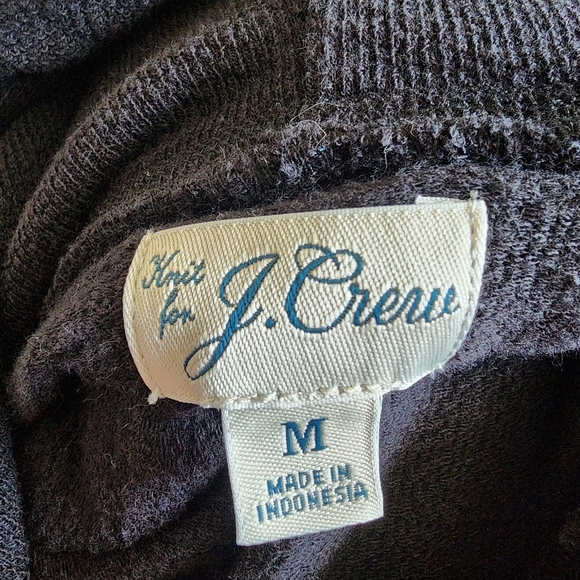 Knit
for
J.Crew
M
MADE IN
INDONESIA